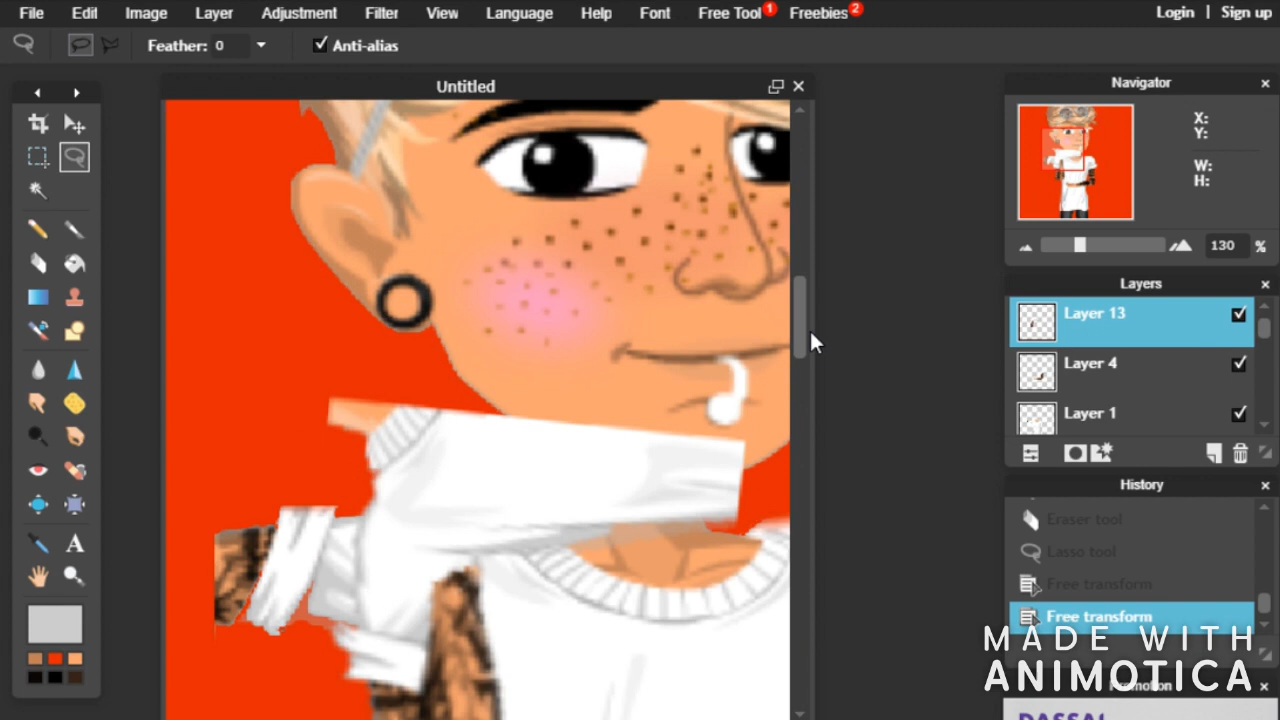 File Edit Image Layer Adjustment Filter View Language Help Font Free Tool 1 Freebies 2 Login | Sign up
Feather: 0 Anti-alias
Untitled
Navigator
X:
Y:
W:
H:
130 %
Layers
Layer 13
Layer 4
Layer 1
History
Eraser tool
Lasso tool
Free transform
Free transform
MADE WITH
ANIMOTICA
Promotion